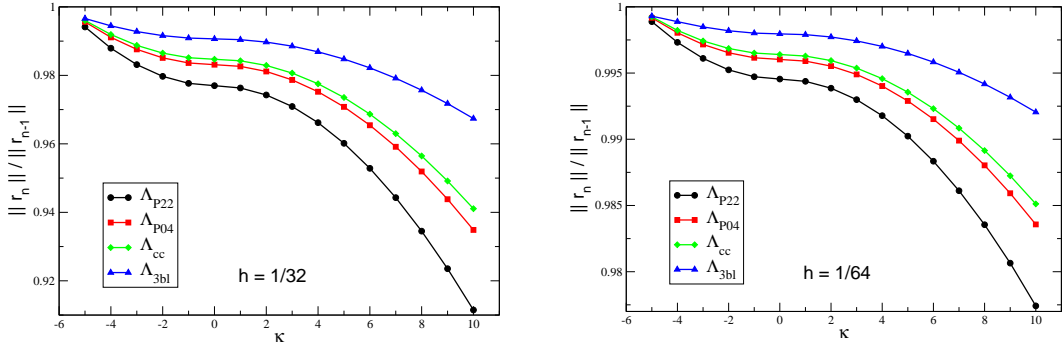 1
0.98
0.96
0.94
0.92
|| r_n || / || r_{n-1} ||
Λ_P22
Λ_P04
Λ_cc
Λ_3bl
h = 1/32
-6 -4 -2 0 2 4 6 8 10
κ
1
0.995
0.99
0.985
0.98
|| r_n || / || r_{n-1} ||
Λ_P22
Λ_P04
Λ_cc
Λ_3bl
h = 1/64
-6 -4 -2 0 2 4 6 8 10
κ